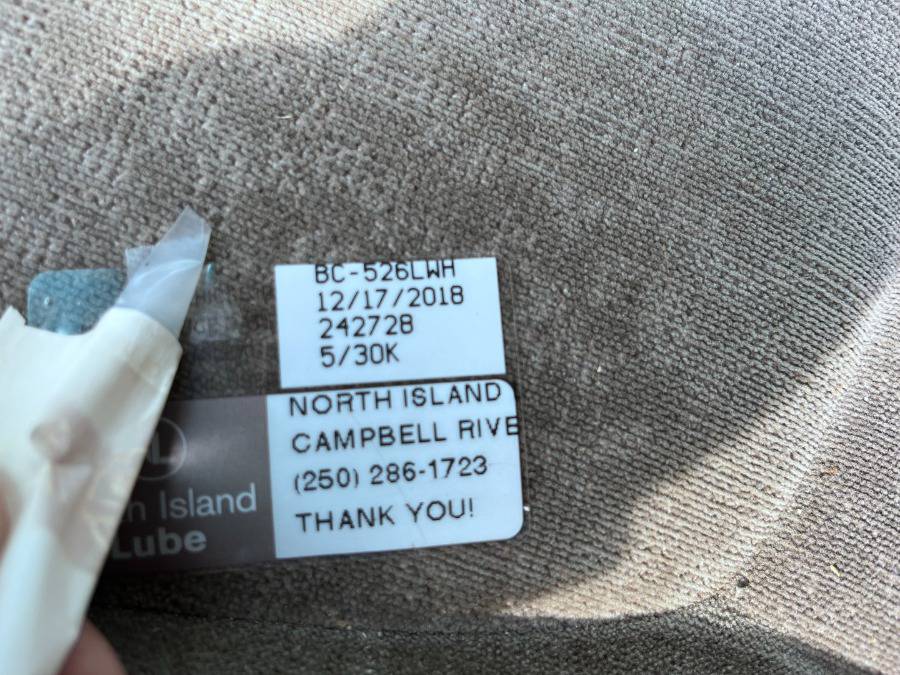 BC-526LWH
12/17/2018
242728
5/30K
NORTH ISLAND
CAMPBELL RIVE
(250) 286-1723
THANK YOU!
L
Island
Lube